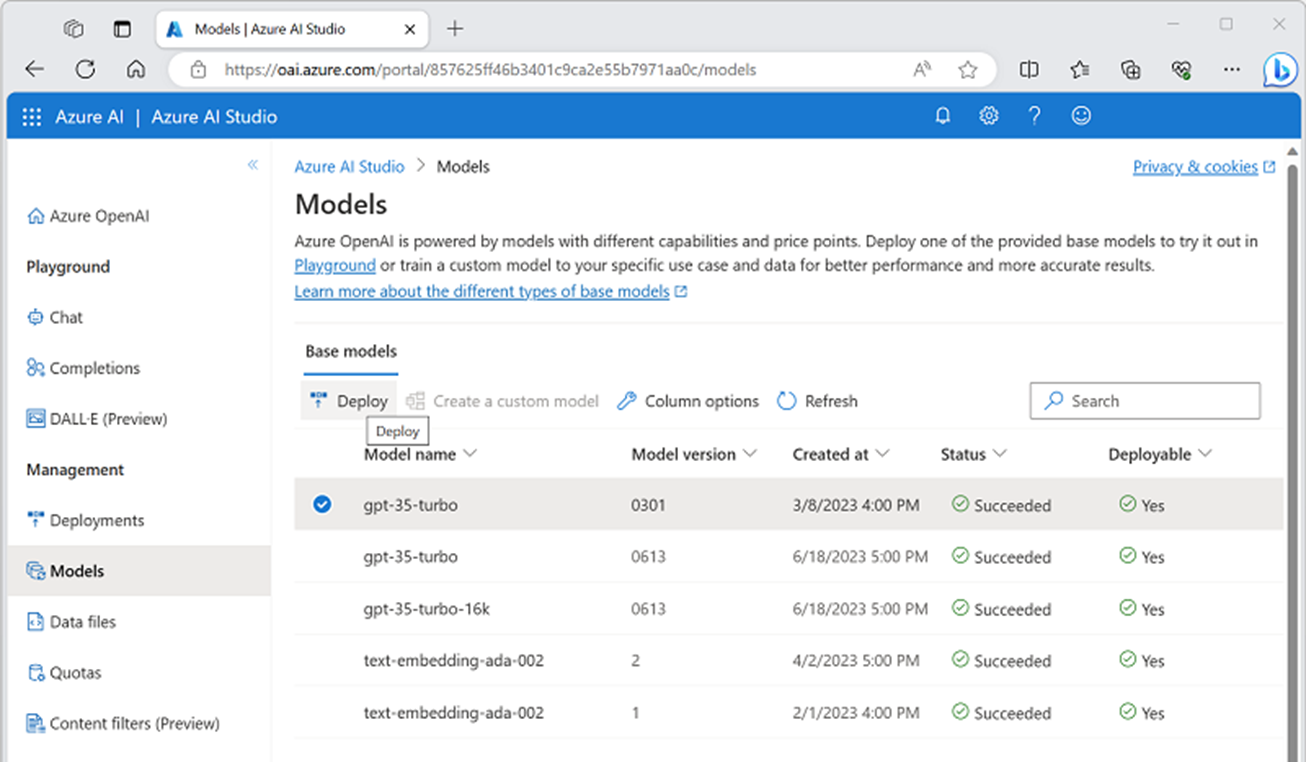 Models | Azure AI Studio
https://oai.azure.com/portal/857625ff46b3401c9ca2e55b7971aa0c/models
Azure AI | Azure AI Studio
Azure OpenAI
Playground
Chat
Completions
DALL·E (Preview)
Management
Deployments
Models
Data files
Quotas
Content filters (Preview)
Azure AI Studio > Models
Privacy & cookies
Models
Azure OpenAI is powered by models with different capabilities and price points. Deploy one of the provided base models to try it out in
Playground or train a custom model to your specific use case and data for better performance and more accurate results.
Learn more about the different types of base models
Base models
Deploy Create a custom model Column options Refresh Search
Deploy
Model name Model version Created at Status Deployable
gpt-35-turbo 0301 3/8/2023 4:00 PM Succeeded Yes
gpt-35-turbo 0613 6/18/2023 5:00 PM Succeeded Yes
gpt-35-turbo-16k 0613 6/18/2023 5:00 PM Succeeded Yes
text-embedding-ada-002 2 4/2/2023 5:00 PM Succeeded Yes
text-embedding-ada-002 1 2/1/2023 4:00 PM Succeeded Yes